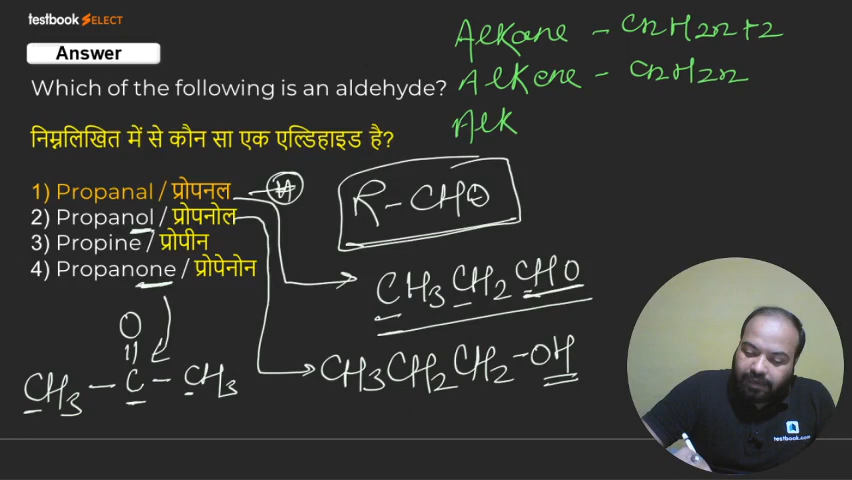 testbook SELECT
Answer
Which of the following is an aldehyde?
निम्नलिखित में से कौन सा एक एल्डिहाइड है?
1) Propanal / प्रोपनल
2) Propanol / प्रोपनोल
3) Propine / प्रोपीन
4) Propanone / प्रोपेनोन
Alkane - CnH2n+2
Alkene - CnH2n
Alk
R-CHO
CH3CH2CHO
CH3CH2CH2-OH
O
CH3-C-CH3
testbook.com